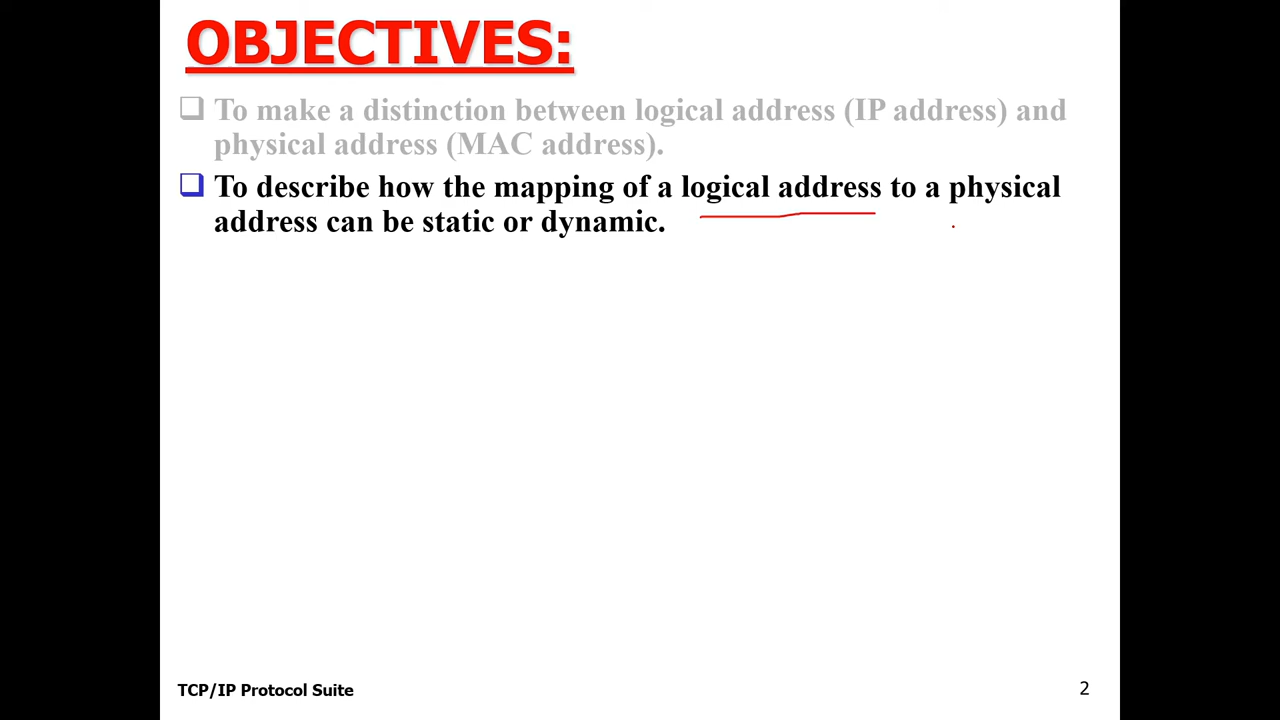 OBJECTIVES:
To make a distinction between logical address (IP address) and
physical address (MAC address).
To describe how the mapping of a logical address to a physical
address can be static or dynamic.
TCP/IP Protocol Suite
2